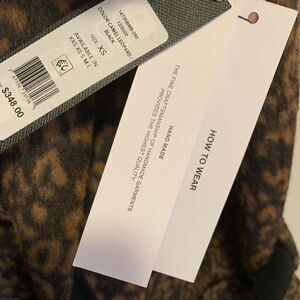 COLOR:CAMEL LEOPARD
BLACK
SIZE XS
AVAILABLE IN
XXS-XS S M L
$348.00
HOW TO WEAR
HAND MADE
THE FINE CRAFTSMANSHIP OF HANDMADE GARMENTS
PROVIDES THE HIGHEST QUALITY.